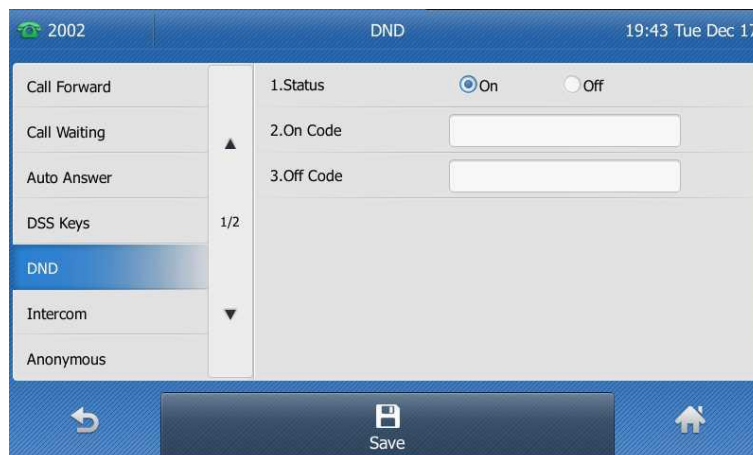 2002 DND 19:43 Tue Dec 17
Call Forward
Call Waiting
Auto Answer
DSS Keys
DND
Intercom
Anonymous
1/2
1.Status On Off
2.On Code
3.Off Code
Save